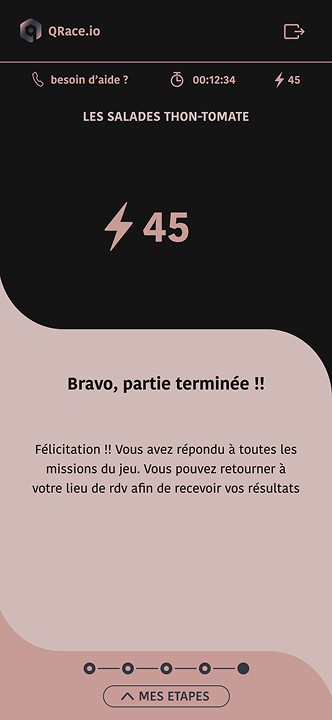 QRace.io
besoin d'aide ?
00:12:34
45
LES SALADES THON-TOMATE
45
Bravo, partie terminée !!
Félicitation !! Vous avez répondu à toutes les
missions du jeu. Vous pouvez retourner à
votre lieu de rdv afin de recevoir vos résultats
MES ETAPES